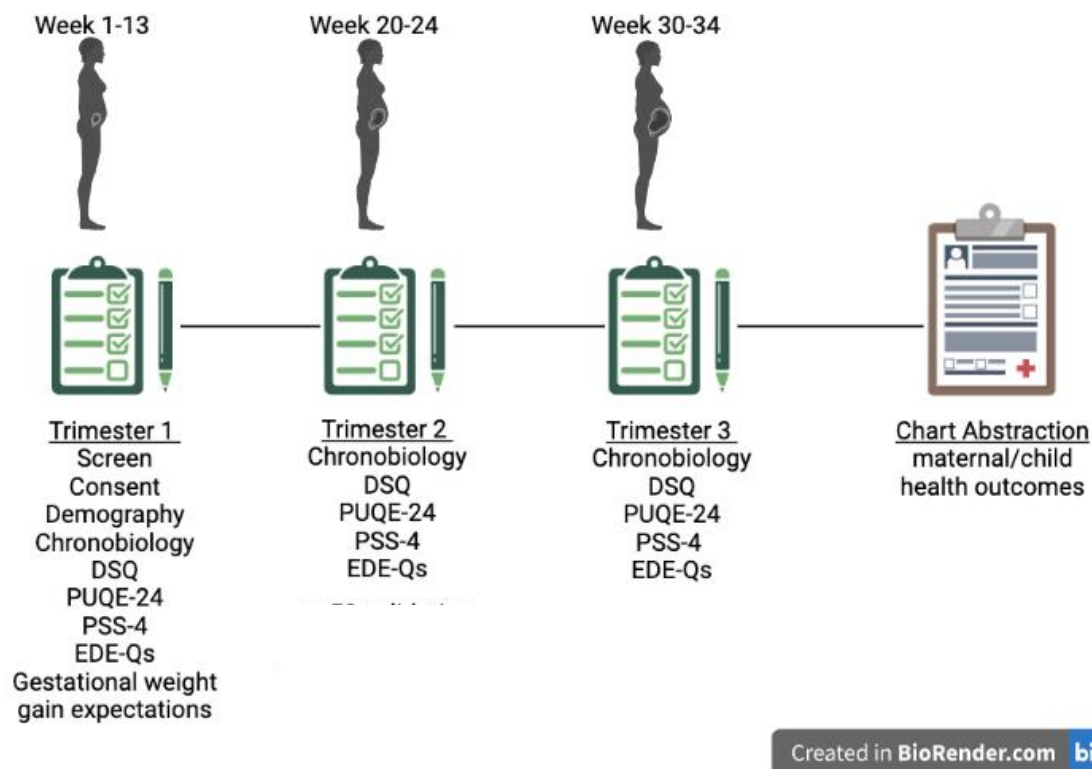 Week 1-13
Week 20-24
Week 30-34
Trimester 1
Screen
Consent
Demography
Chronobiology
DSQ
PUQE-24
PSS-4
EDE-Qs
Gestational weight
gain expectations
Trimester 2
Chronobiology
DSQ
PUQE-24
PSS-4
EDE-Qs
Trimester 3
Chronobiology
DSQ
PUQE-24
PSS-4
EDE-Qs
Chart Abstraction
maternal/child
health outcomes
Created in BioRender.com bi